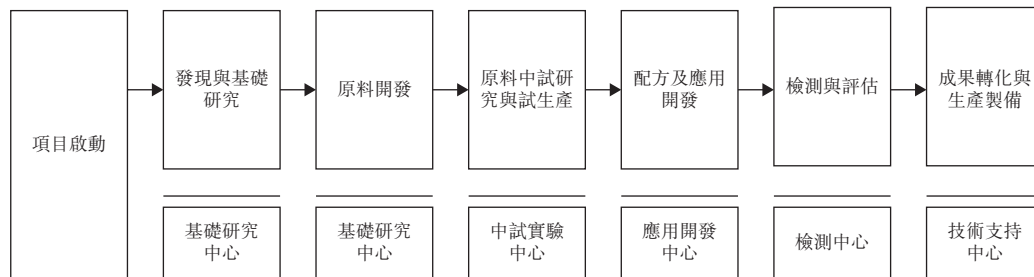 項目啟動
發現與基礎
研究
原料開發
原料中試研
究與試生產
配方及應用
開發
檢測與評估
成果轉化與
生產製備
基礎研究
中心
基礎研究
中心
中試實驗
中心
應用開發
中心
檢測中心
技術支持
中心